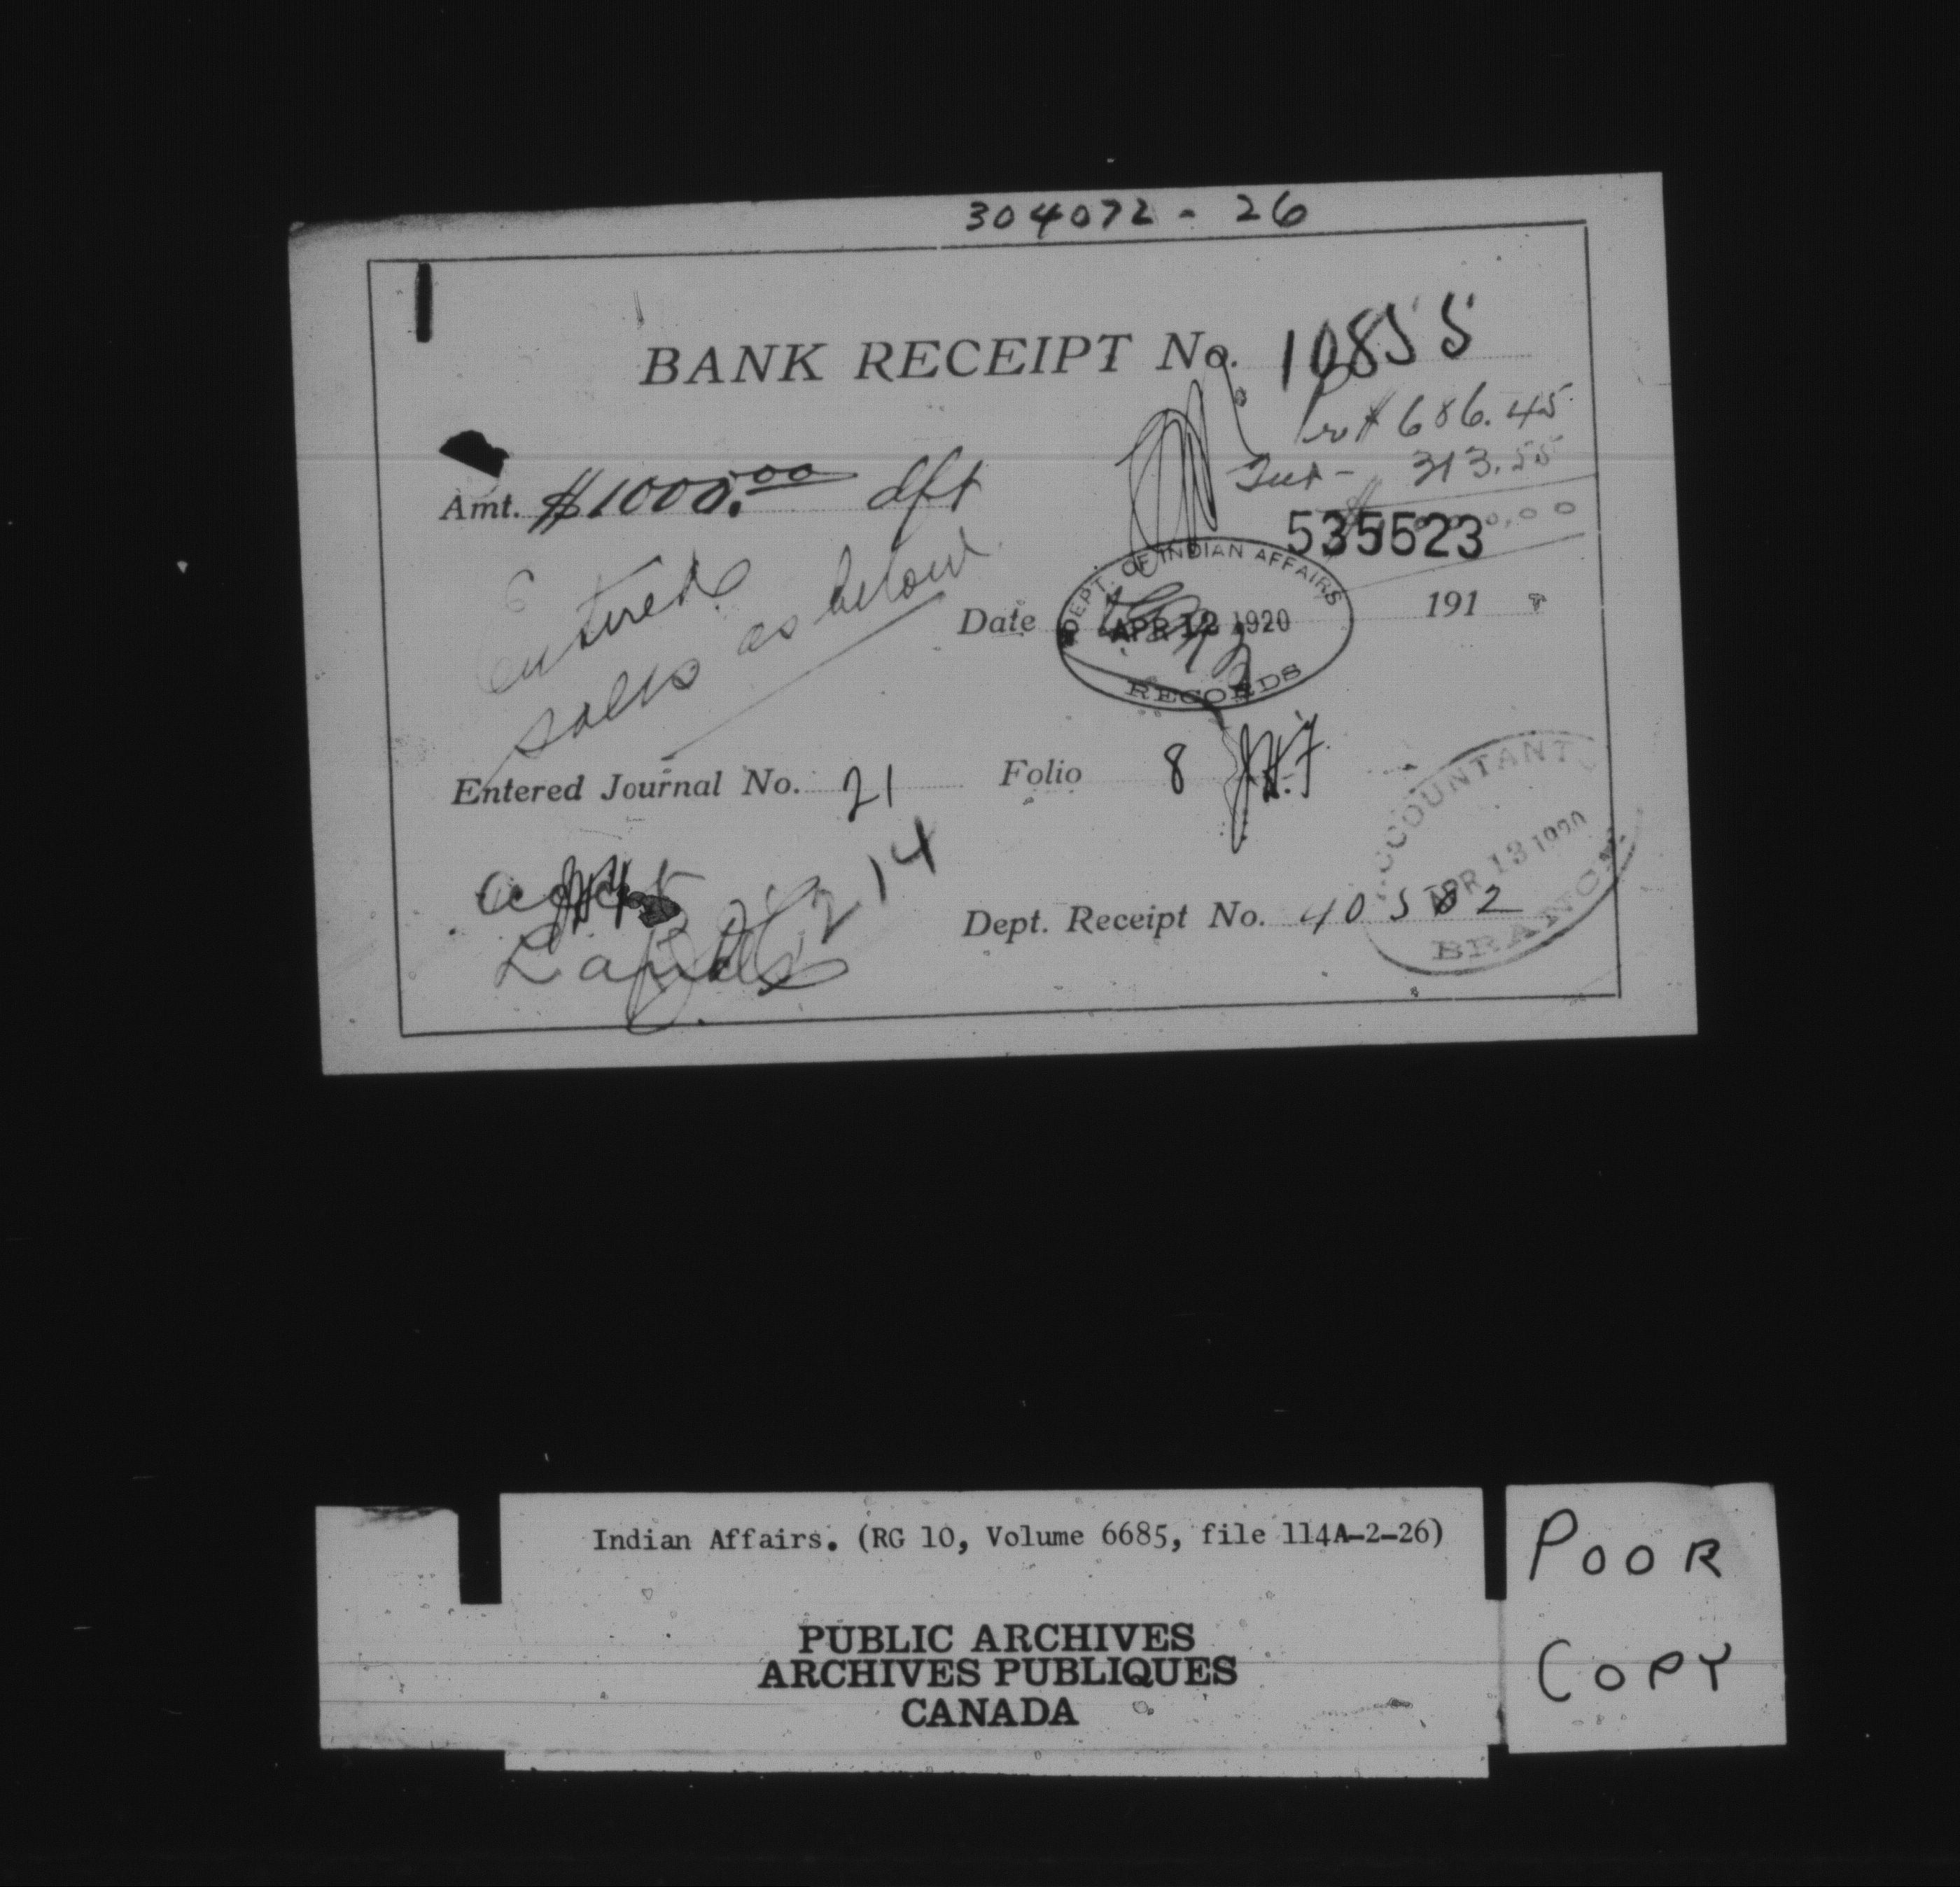 304072 - 26
BANK RECEIPT No. 10855
Pr $ 686.45
Int - 313.55
Amt. $1000.00 dft
535523
Entered
sales as below
DEPT. OF INDIAN AFFAIRS
Date APR 12 1920 191
RECORDS
Entered Journal No. 21 Folio 8
ACCOUNTANT'S
APR 13 1920
BRANCH
214
Dept. Receipt No. 40582
Lands
Indian Affairs. (RG 10, Volume 6685, file 114A-2-26)
PUBLIC ARCHIVES
ARCHIVES PUBLIQUES
CANADA
POOR
COPY